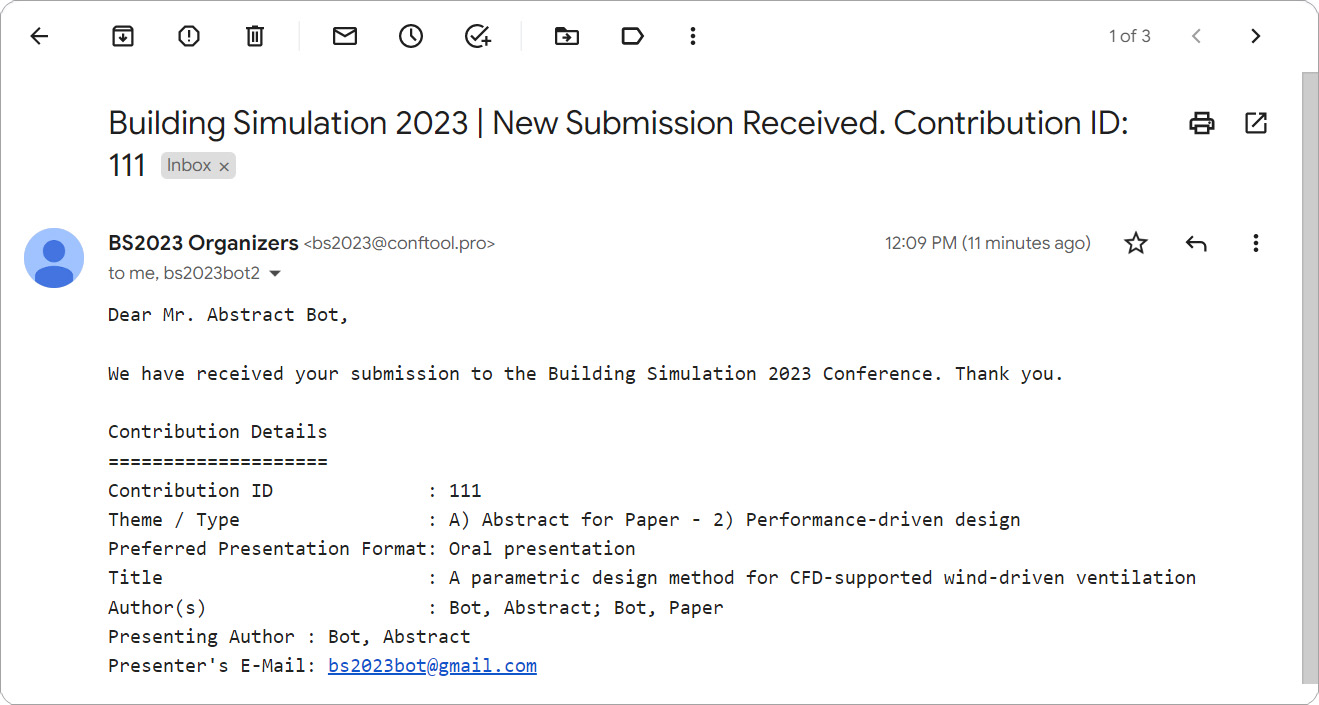 1 of 3
Building Simulation 2023 | New Submission Received. Contribution ID:
111 Inbox ×
BS2023 Organizers <bs2023@conftool.pro> 12:09 PM (11 minutes ago)
to me, bs2023bot2
Dear Mr. Abstract Bot,
We have received your submission to the Building Simulation 2023 Conference. Thank you.
Contribution Details
====================
Contribution ID : 111
Theme / Type : A) Abstract for Paper - 2) Performance-driven design
Preferred Presentation Format: Oral presentation
Title : A parametric design method for CFD-supported wind-driven ventilation
Author(s) : Bot, Abstract; Bot, Paper
Presenting Author : Bot, Abstract
Presenter's E-Mail: bs2023bot@gmail.com